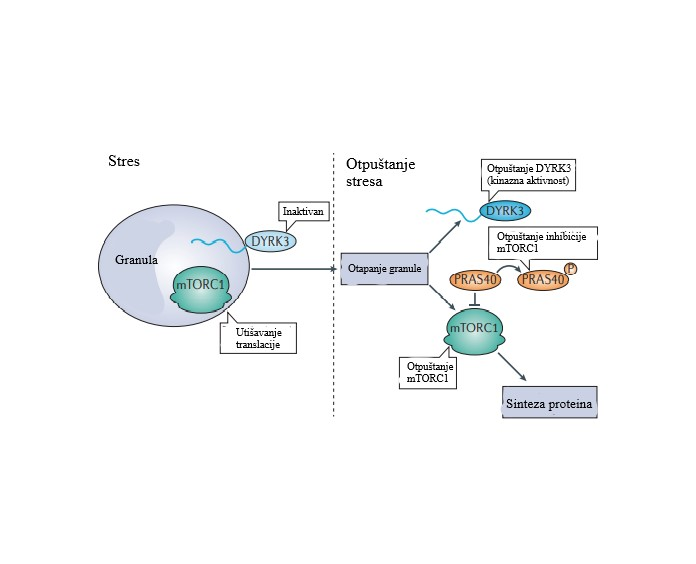 Stres
Otpuštanje
stresa
Otpuštanje DYRK3
(kinazna aktivnost)
Inaktivan
DYRK3
DYRK3
Otpuštanje inhibicije
mTORC1
Granula
Otapanje granule
P
PRAS40
PRAS40
mTORC1
mTORC1
Utišavanje
translacije
Otpuštanje
mTORC1
Sinteza proteina